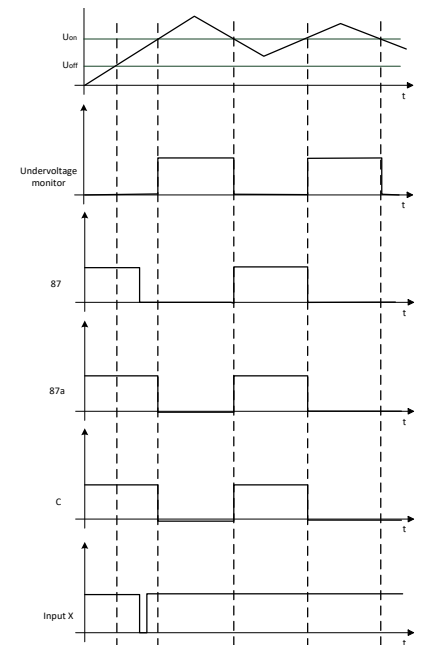 Uon
Uoff
t
Undervoltage
monitor
t
87
t
87a
t
C
t
Input X
t